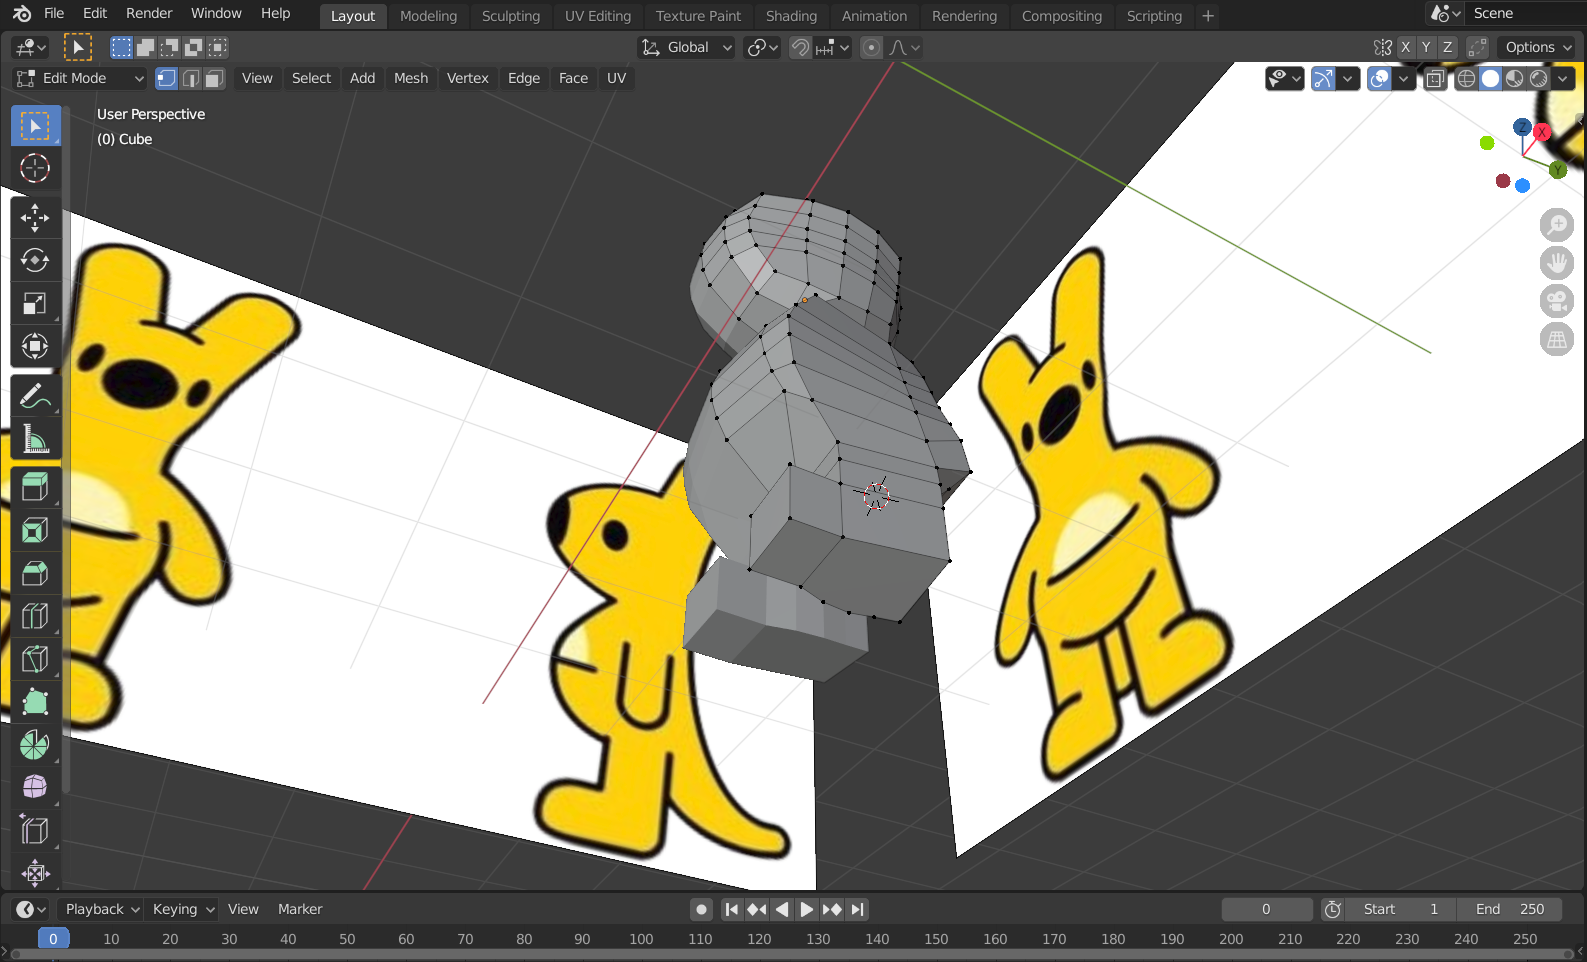 File Edit Render Window Help Layout Modeling Sculpting UV Editing Texture Paint Shading Animation Rendering Compositing Scripting + Scene
Global X Y Z Options
Edit Mode View Select Add Mesh Vertex Edge Face UV
User Perspective
(0) Cube
Z X
Y
Playback Keying View Marker 0 Start 1 End 250
0 10 20 30 40 50 60 70 80 90 100 110 120 130 140 150 160 170 180 190 200 210 220 230 240 250